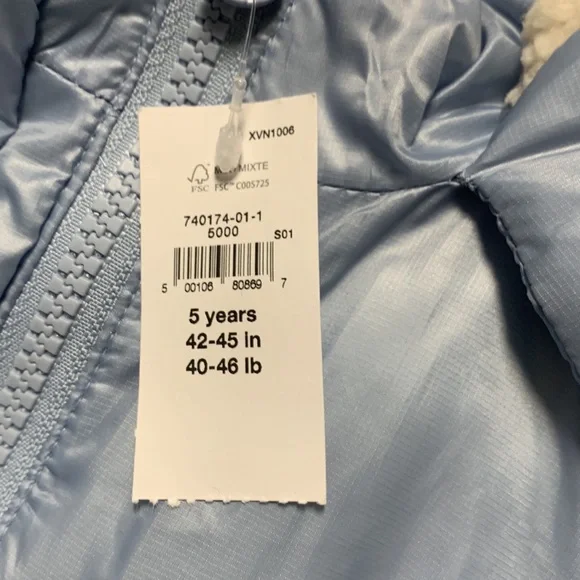 XVN1006
MIXTE
FSC FSC™ C005725
740174-01-1
5000
S01
5 00106 80869 7
5 years
42-45 in
40-46 lb